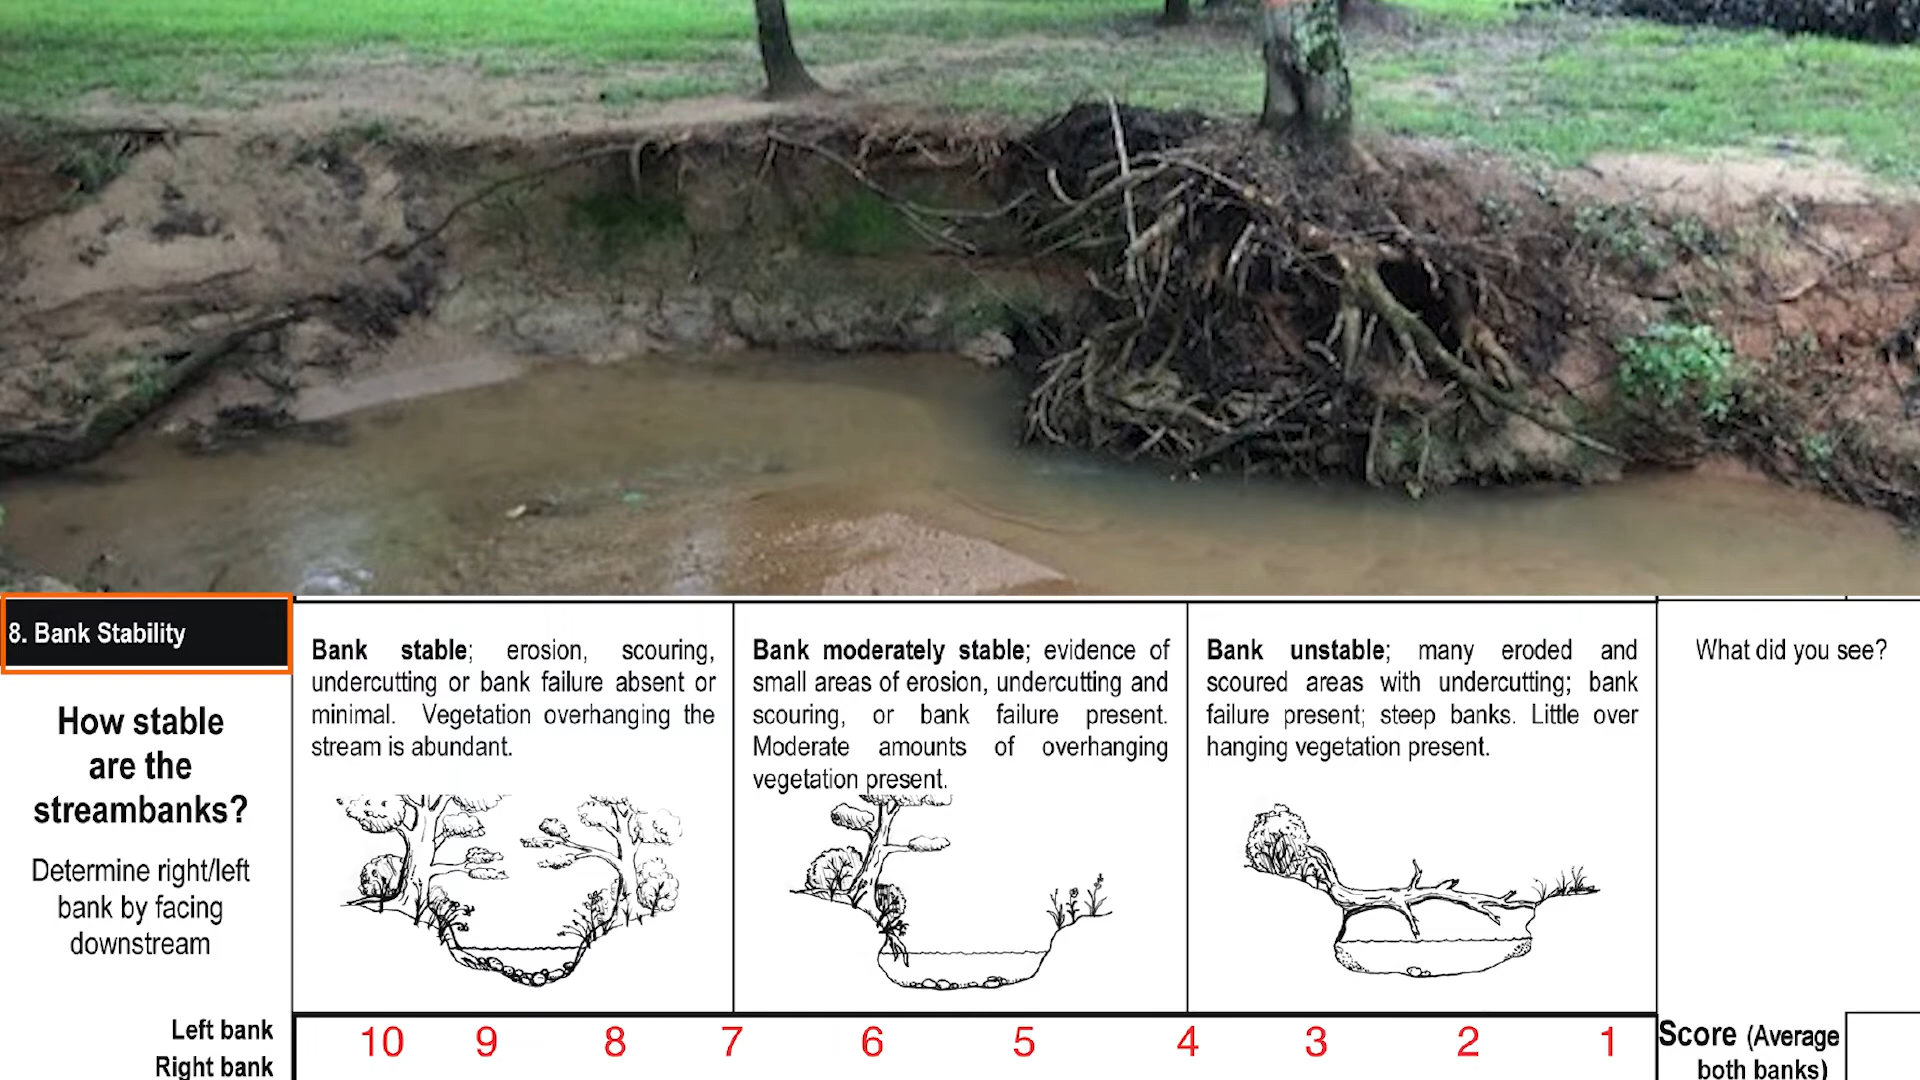 8. Bank Stability
How stable
are the
streambanks?
Determine right/left
bank by facing
downstream
Bank stable; erosion, scouring,
undercutting or bank failure absent or
minimal. Vegetation overhanging the
stream is abundant.
Bank moderately stable; evidence of
small areas of erosion, undercutting and
scouring, or bank failure present.
Moderate amounts of overhanging
vegetation present.
Bank unstable; many eroded and
scoured areas with undercutting; bank
failure present; steep banks. Little over
hanging vegetation present.
What did you see?
Left bank
Right bank
10 9 8 7 6 5 4 3 2 1
Score (Average
both banks)